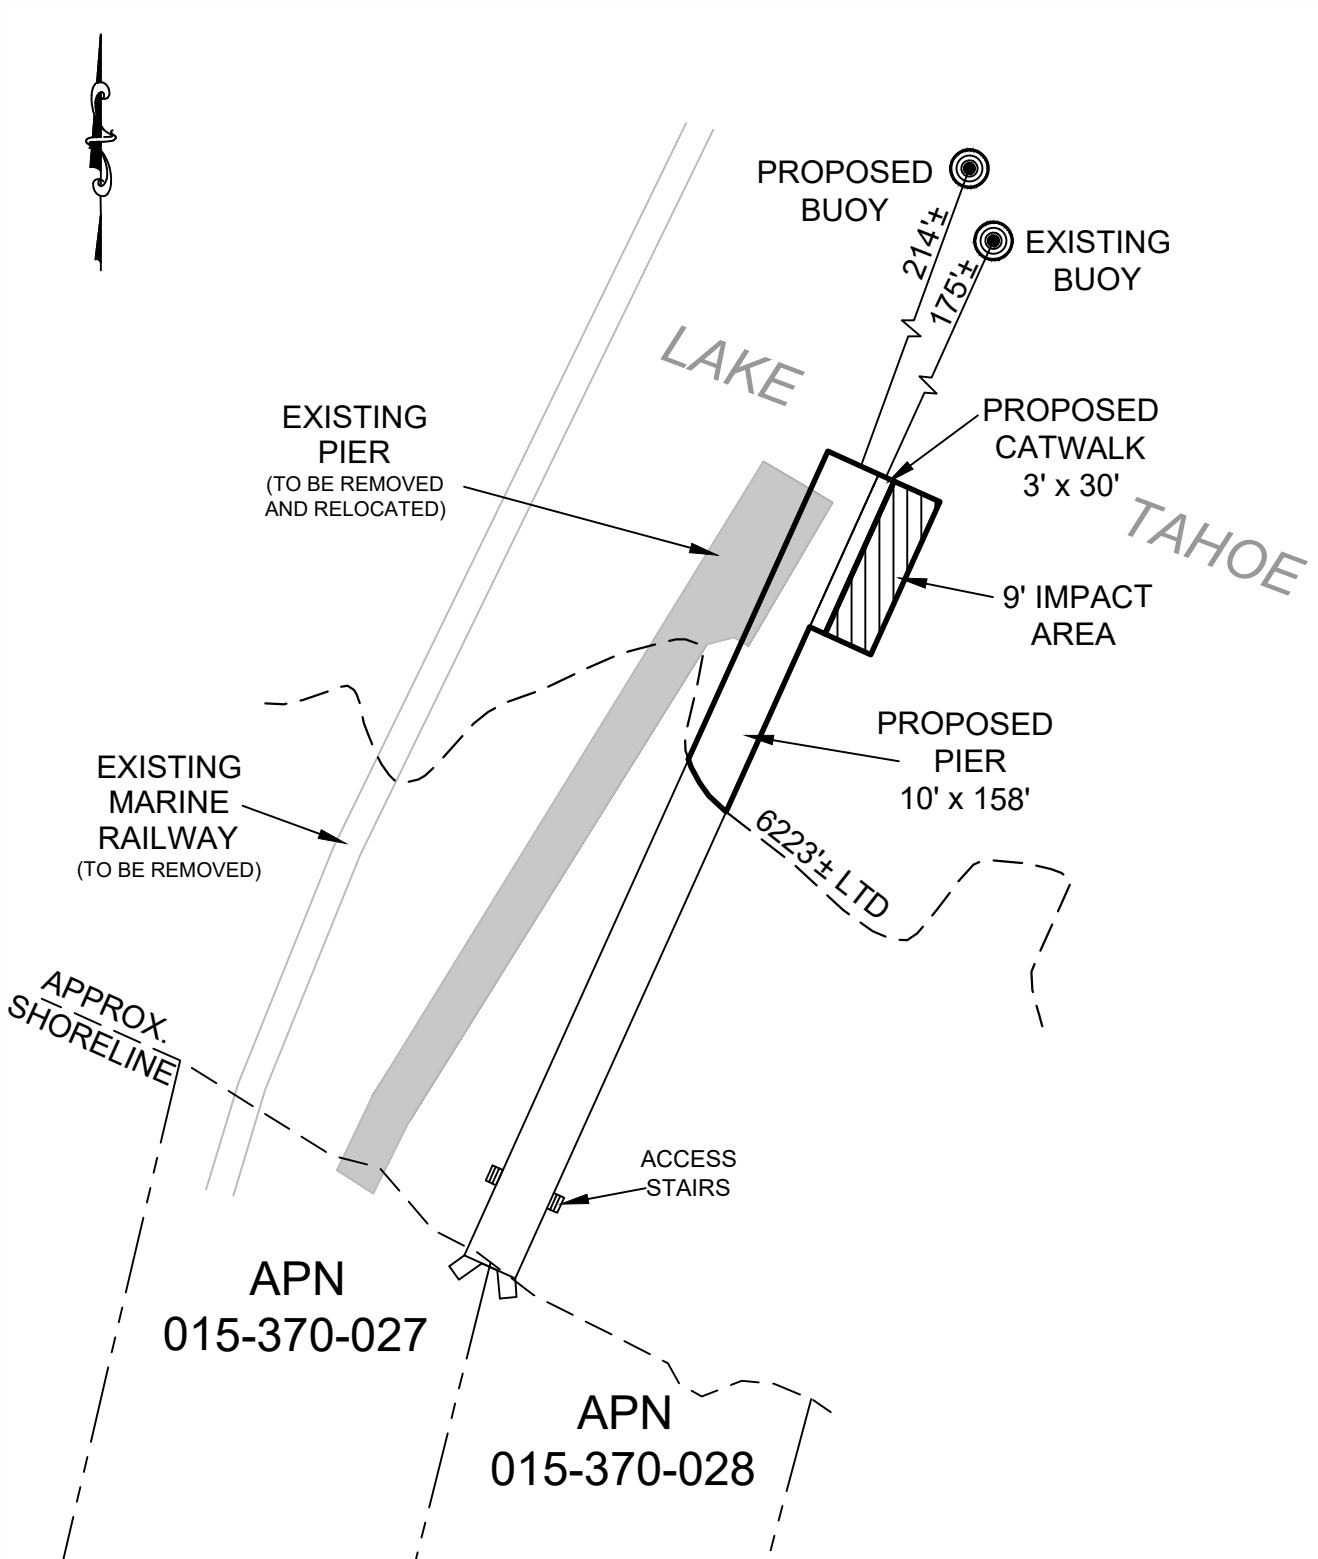 PROPOSED
BUOY
214'±
EXISTING
BUOY
175'±
LAKE
TAHOE
EXISTING
PIER
(TO BE REMOVED
AND RELOCATED)
PROPOSED
CATWALK
3' x 30'
9' IMPACT
AREA
PROPOSED
PIER
10' x 158'
EXISTING
MARINE
RAILWAY
(TO BE REMOVED)
6223'± LTD
APPROX.
SHORELINE
ACCESS
STAIRS
APN
015-370-027
APN
015-370-028